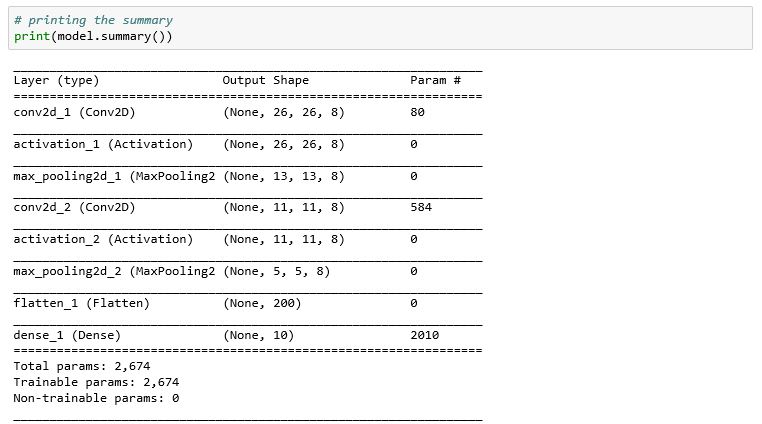 # printing the summary
print(model.summary())
_________________________________________________________________
Layer (type)                 Output Shape              Param #
=================================================================
conv2d_1 (Conv2D)            (None, 26, 26, 8)         80
_________________________________________________________________
activation_1 (Activation)    (None, 26, 26, 8)         0
_________________________________________________________________
max_pooling2d_1 (MaxPooling2 (None, 13, 13, 8)         0
_________________________________________________________________
conv2d_2 (Conv2D)            (None, 11, 11, 8)         584
_________________________________________________________________
activation_2 (Activation)    (None, 11, 11, 8)         0
_________________________________________________________________
max_pooling2d_2 (MaxPooling2 (None, 5, 5, 8)           0
_________________________________________________________________
flatten_1 (Flatten)          (None, 200)               0
_________________________________________________________________
dense_1 (Dense)              (None, 10)                2010
=================================================================
Total params: 2,674
Trainable params: 2,674
Non-trainable params: 0
_________________________________________________________________